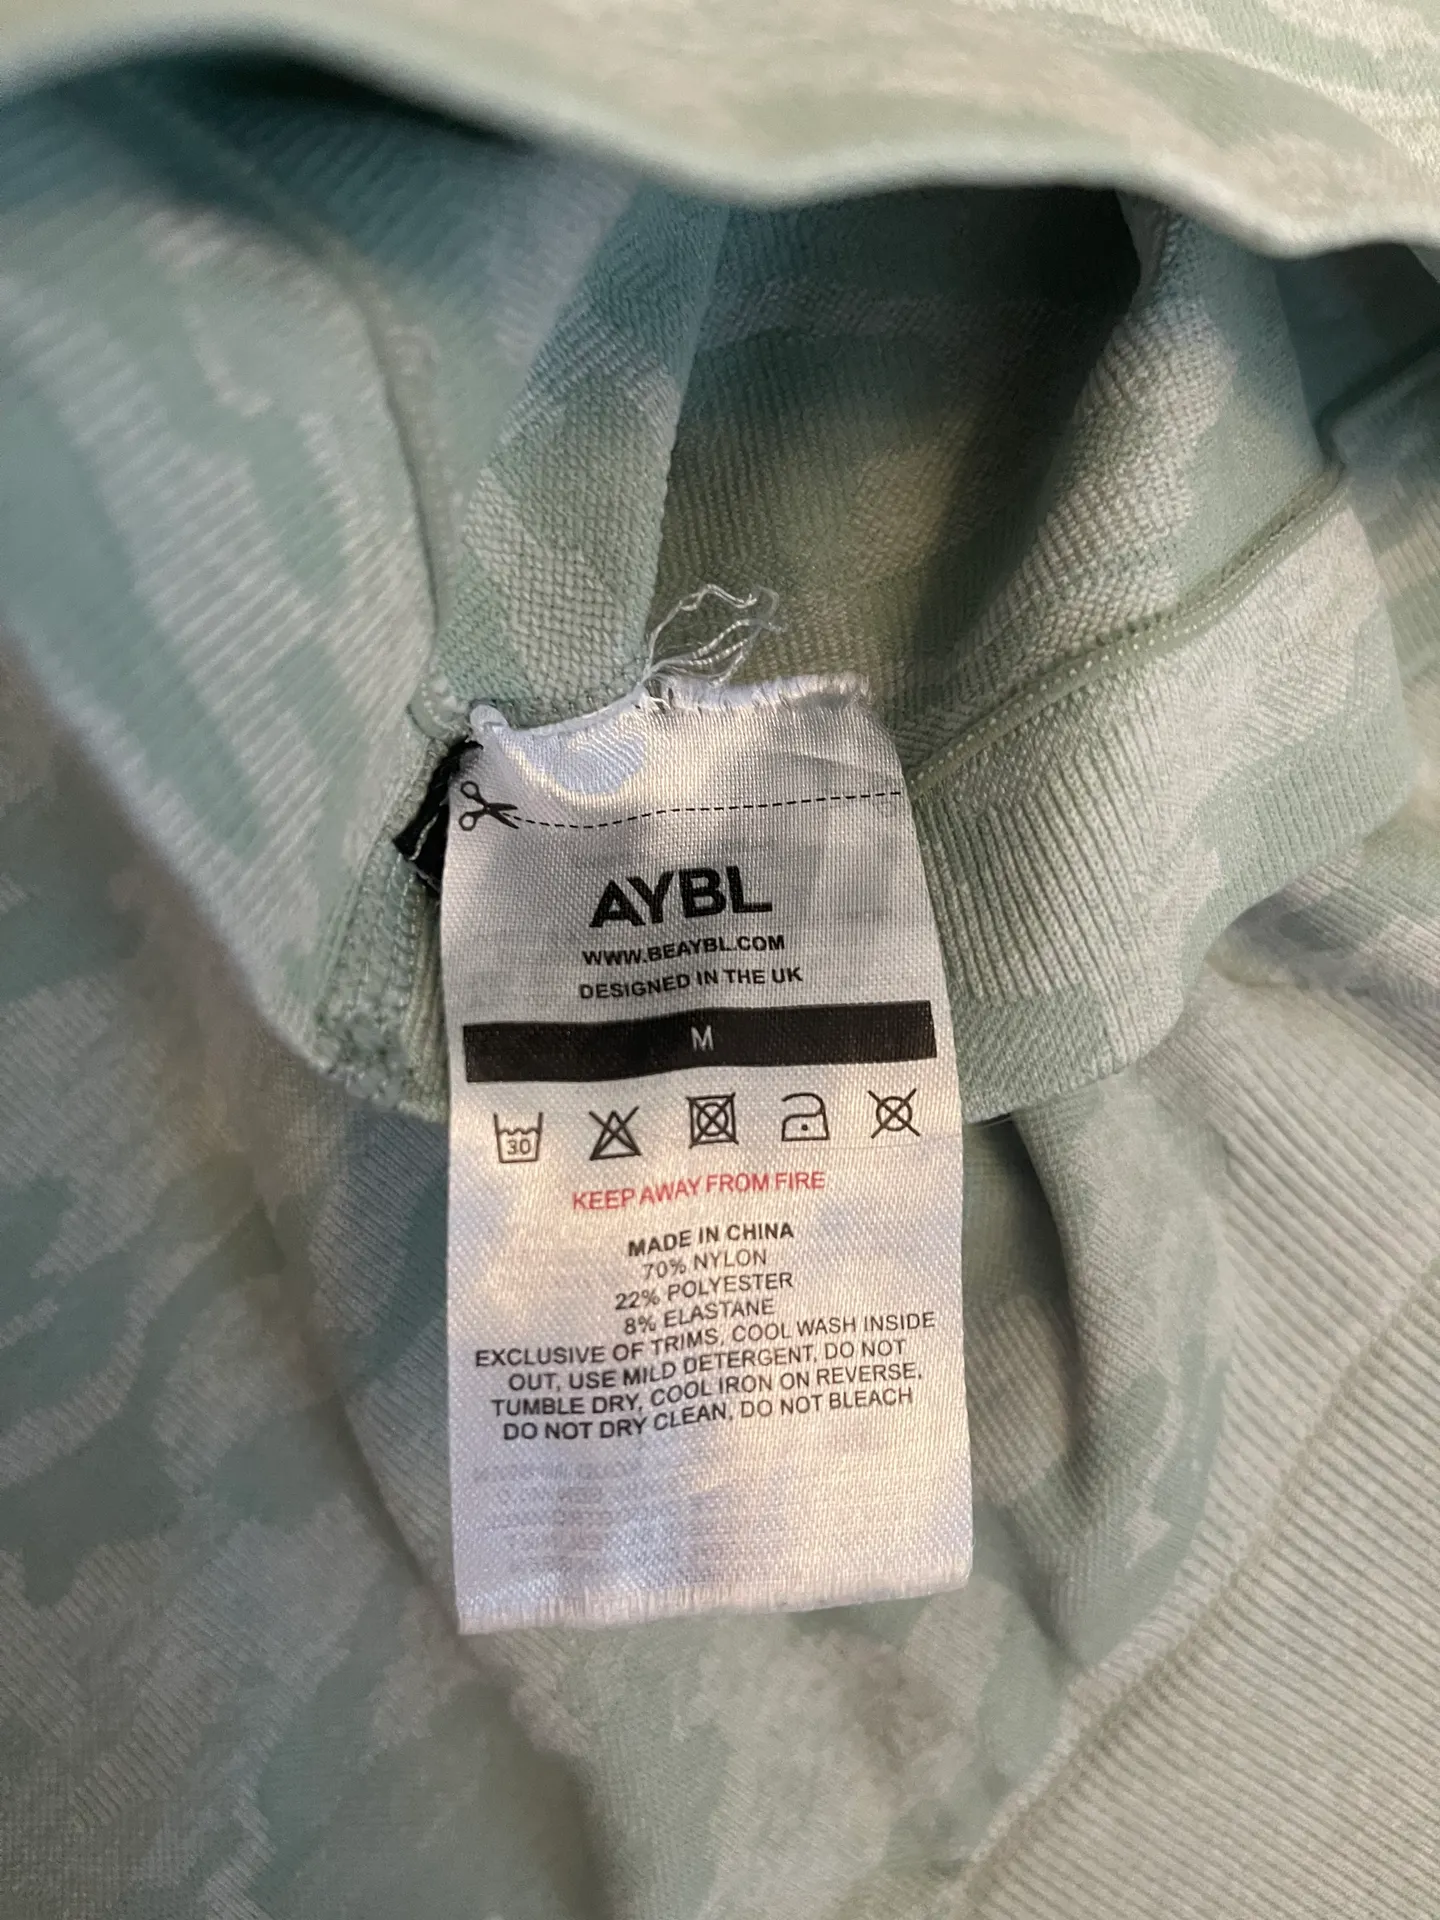 AYBL
WWW.BEAYBL.COM
DESIGNED IN THE UK
M
30
KEEP AWAY FROM FIRE
MADE IN CHINA
70% NYLON
22% POLYESTER
8% ELASTANE
EXCLUSIVE OF TRIMS, COOL WASH INSIDE
OUT, USE MILD DETERGENT, DO NOT
TUMBLE DRY, COOL IRON ON REVERSE,
DO NOT DRY CLEAN, DO NOT BLEACH